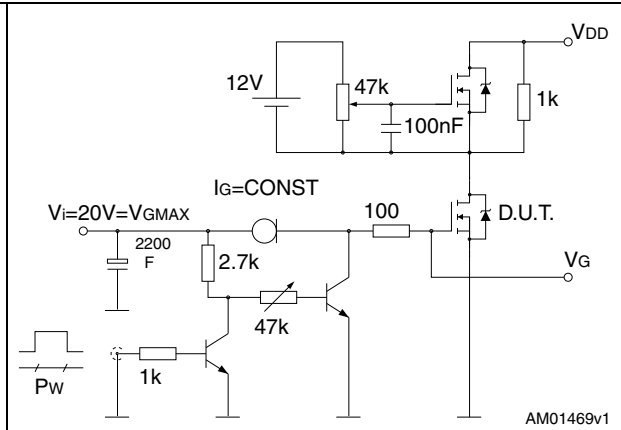 VDD
12V
47k
1k
100nF
IG=CONST
Vi=20V=VGMAX
100
D.U.T.
2200
F
2.7k
VG
47k
1k
PW
AM01469v1